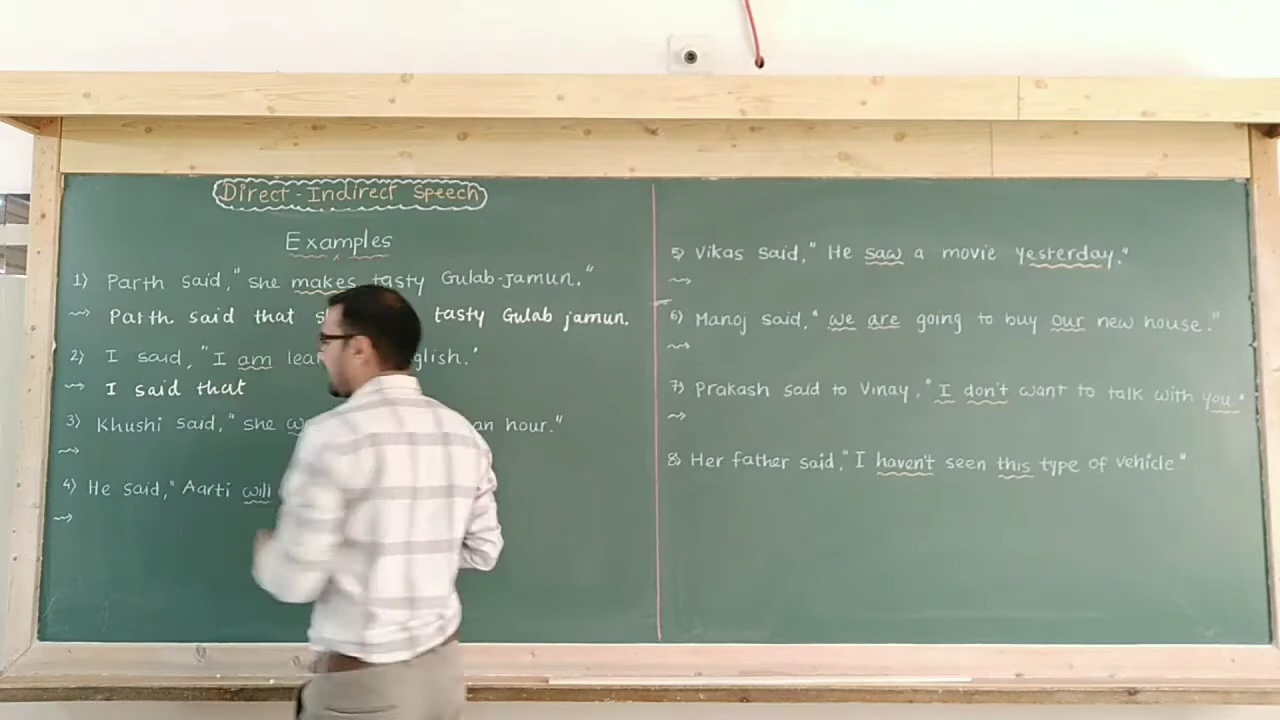 Direct-Indirect Speech
Examples
1) Parth said, "she makes tasty Gulab-jamun."
⇝ Parth said that tasty Gulab jamun.
2) I said, "I am
⇝ I said that
3) Khushi said, "she an hour."
⇝
4) He said, "Aarti will
⇝
5) Vikas said, "He saw a movie yesterday."
⇝
6) Manoj said, "we are going to buy our new house."
⇝
7) Prakash said to Vinay, "I don't want to talk with you."
⇝
8) Her father said, "I haven't seen this type of vehicle"